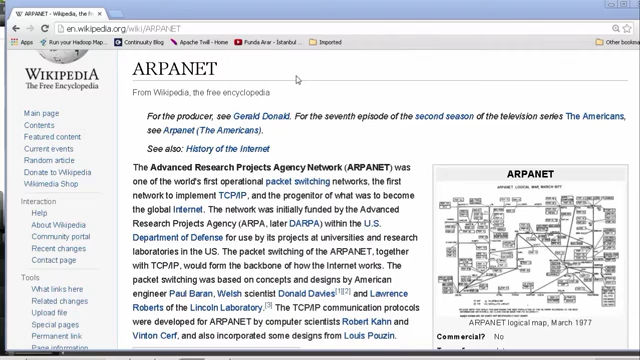 ARPANET - Wikipedia, the fr
en.wikipedia.org/wiki/ARPANET
Apps
Run your Hadoop Map...
Continuity Blog
Apache Twill - Home
Funda Arar - Istanbul ...
Imported
Other bookma
WIKIPEDIA
The Free Encyclopedia
Main page
Contents
Featured content
Current events
Random article
Donate to Wikipedia
Wikimedia Shop
Interaction
Help
About Wikipedia
Community portal
Recent changes
Contact page
Tools
What links here
Related changes
Upload file
Special pages
Permanent link
Page information
ARPANET
From Wikipedia, the free encyclopedia
For the producer, see Gerald Donald. For the seventh episode of the second season of the television series The Americans,
see Arpanet (The Americans).
See also: History of the Internet
The Advanced Research Projects Agency Network (ARPANET) was
one of the world's first operational packet switching networks, the first
network to implement TCP/IP, and the progenitor of what was to become
the global Internet. The network was initially funded by the Advanced
Research Projects Agency (ARPA, later DARPA) within the U.S.
Department of Defense for use by its projects at universities and research
laboratories in the US. The packet switching of the ARPANET, together
with TCP/IP, would form the backbone of how the Internet works. The
packet switching was based on concepts and designs by American
engineer Paul Baran, Welsh scientist Donald Davies[1][2] and Lawrence
Roberts of the Lincoln Laboratory.[3] The TCP/IP communication protocols
were developed for ARPANET by computer scientists Robert Kahn and
Vinton Cerf, and also incorporated some designs from Louis Pouzin.
ARPANET
ARPANET LOGICAL MAP, MARCH 1977
ARPANET logical map, March 1977
Commercial? No